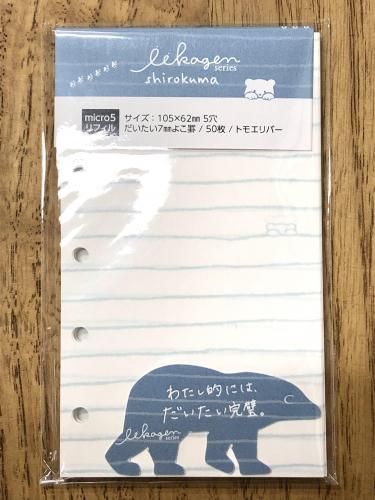 iikagen
series
shirokuma
micro5
リフィル
サイズ：105×62㎜ 5穴
だいたい7㎜よこ罫 / 50枚 / トモエリバー
わたし的には、
だいたい完璧。
iikagen
series